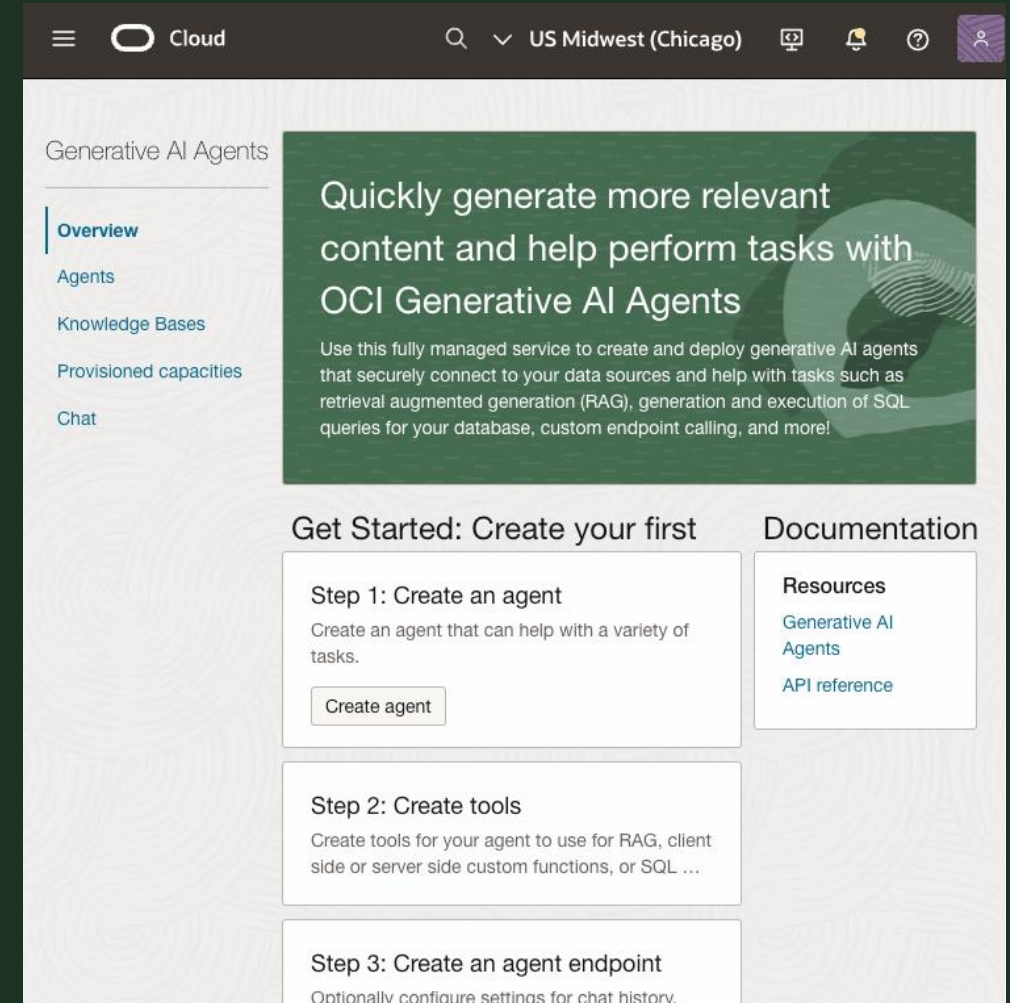 Cloud
US Midwest (Chicago)
Generative AI Agents
Overview
Agents
Knowledge Bases
Provisioned capacities
Chat
Quickly generate more relevant
content and help perform tasks with
OCI Generative AI Agents
Use this fully managed service to create and deploy generative AI agents
that securely connect to your data sources and help with tasks such as
retrieval augmented generation (RAG), generation and execution of SQL
queries for your database, custom endpoint calling, and more!
Get Started: Create your first
Step 1: Create an agent
Create an agent that can help with a variety of
tasks.
Create agent
Step 2: Create tools
Create tools for your agent to use for RAG, client
side or server side custom functions, or SQL ...
Step 3: Create an agent endpoint
Optionally configure settings for chat history,
Documentation
Resources
Generative AI
Agents
API reference